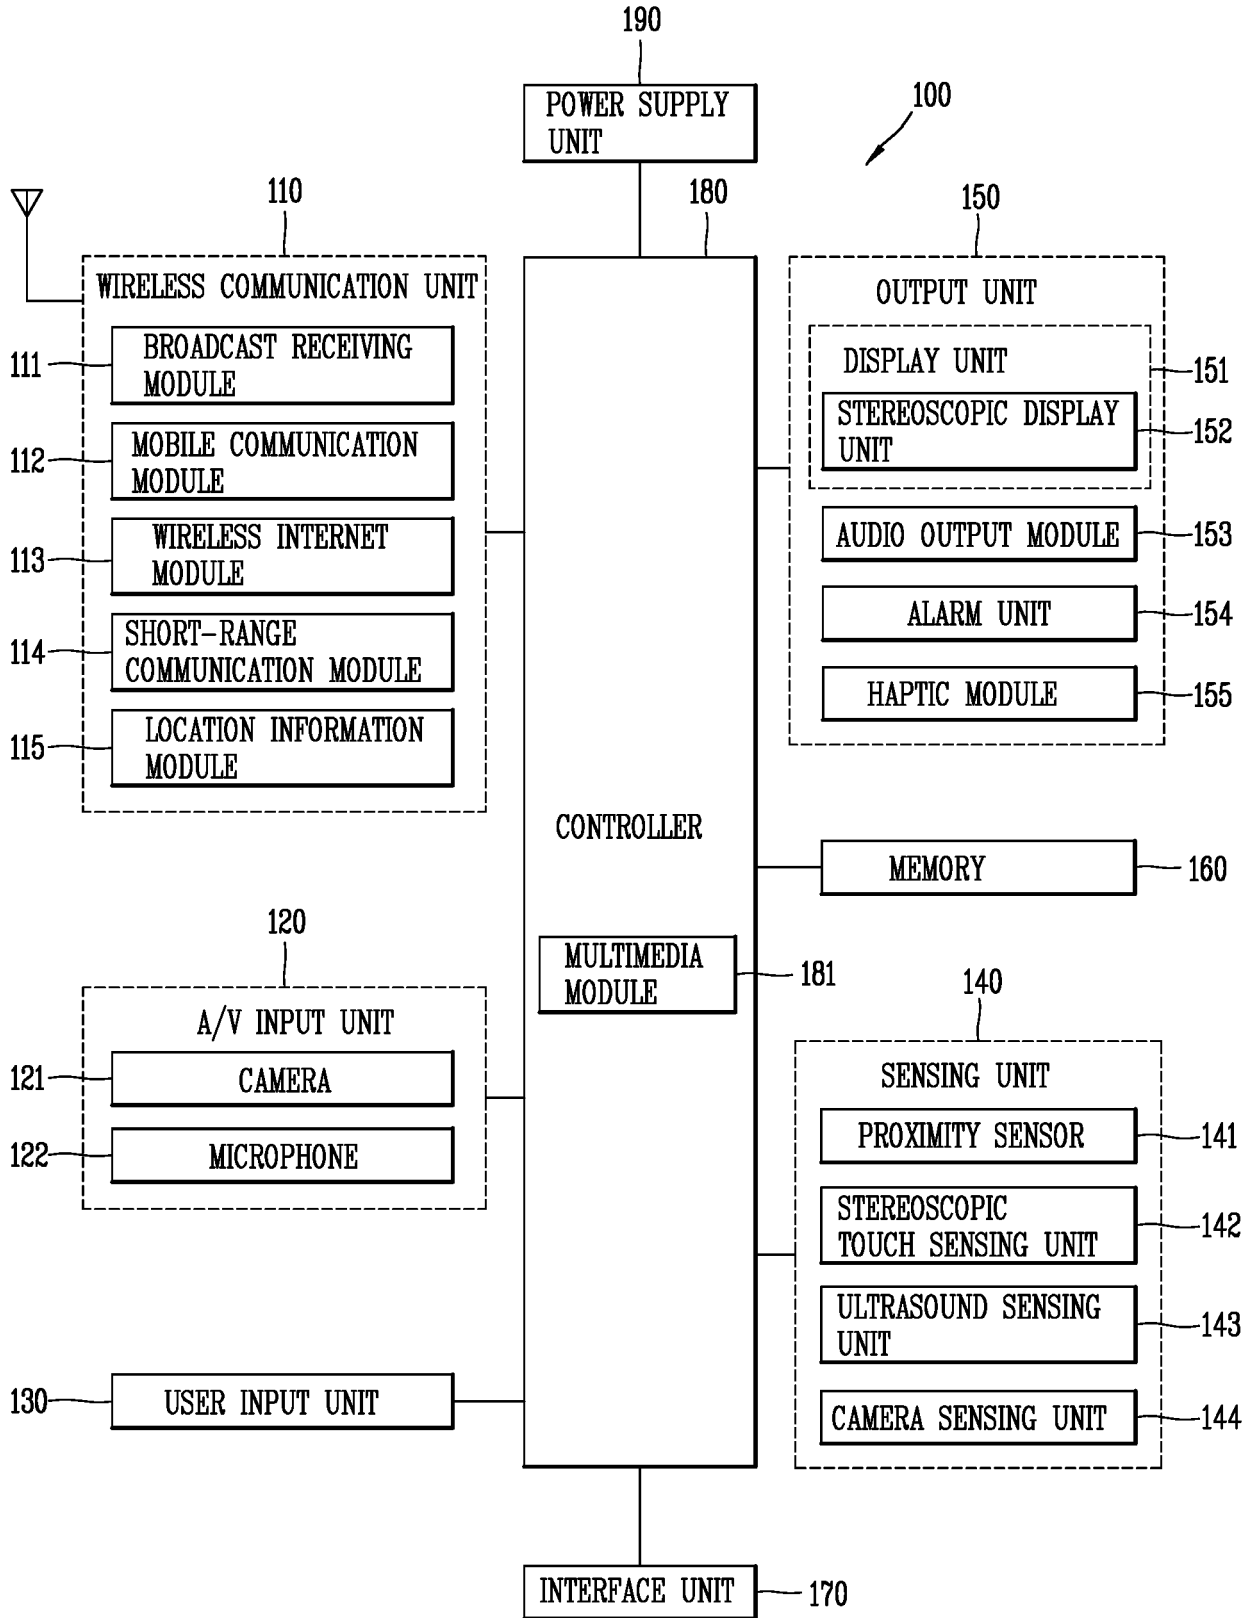 190
POWER SUPPLY
UNIT
100
110
180
150
WIRELESS COMMUNICATION UNIT
111
BROADCAST RECEIVING
MODULE
112
MOBILE COMMUNICATION
MODULE
113
WIRELESS INTERNET
MODULE
114
SHORT-RANGE
COMMUNICATION MODULE
115
LOCATION INFORMATION
MODULE
OUTPUT UNIT
DISPLAY UNIT
151
STEREOSCOPIC DISPLAY
UNIT
152
AUDIO OUTPUT MODULE
153
ALARM UNIT
154
HAPTIC MODULE
155
CONTROLLER
MEMORY
160
MULTIMEDIA
MODULE
181
120
A/V INPUT UNIT
121
CAMERA
122
MICROPHONE
140
SENSING UNIT
PROXIMITY SENSOR
141
STEREOSCOPIC
TOUCH SENSING UNIT
142
ULTRASOUND SENSING
UNIT
143
CAMERA SENSING UNIT
144
130
USER INPUT UNIT
INTERFACE UNIT
170